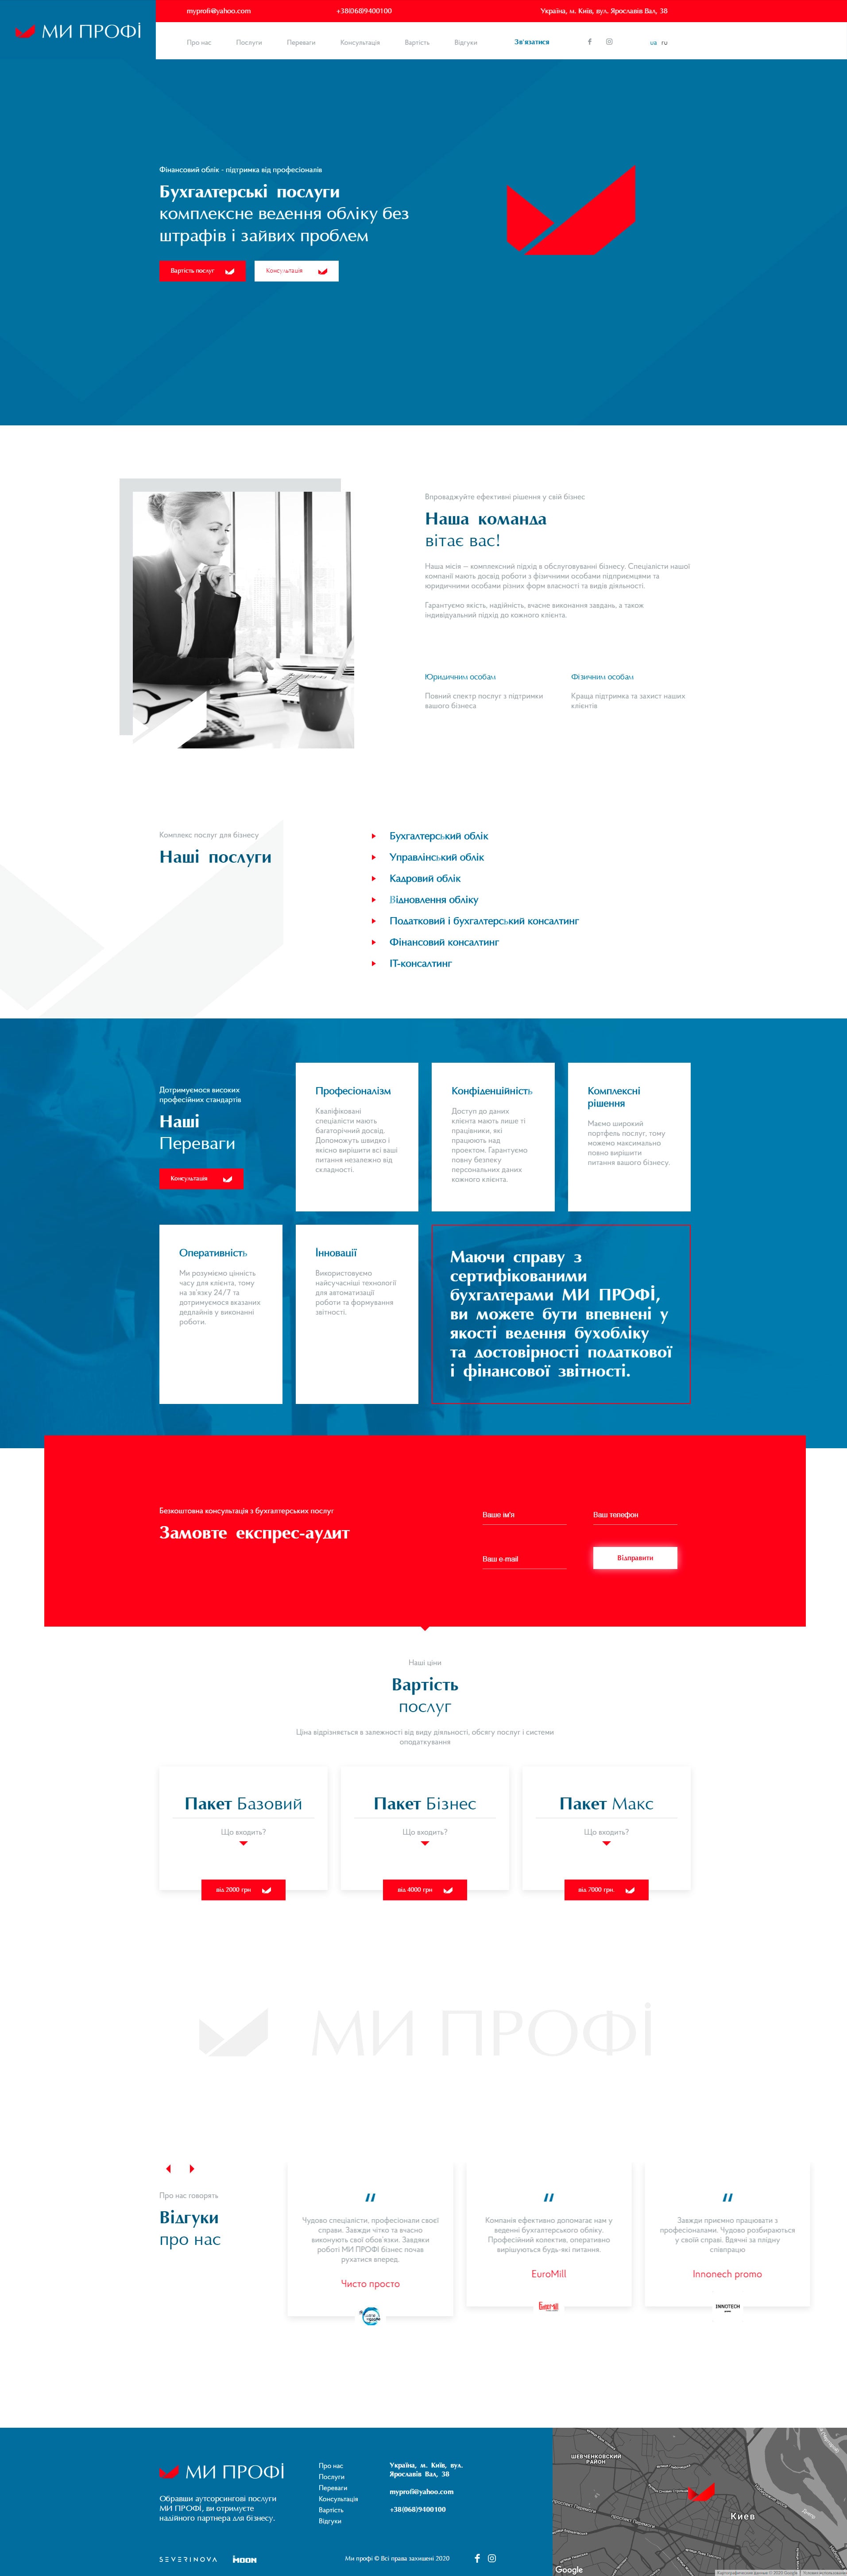 МИ ПРОФІ
myprofi@yahoo.com
+38(068)9400100
Україна, м. Київ, вул. Ярославів Вал, 38
Про нас
Послуги
Переваги
Консультація
Вартість
Відгуки
Зв'язатися
ua ru
Фінансовий облік - підтримка від професіоналів
Бухгалтерські послуги
комплексне ведення обліку без
штрафів і зайвих проблем
Вартість послуг
Консультація
Впроваджуйте ефективні рішення у свій бізнес
Наша команда
вітає вас!
Наша місія — комплексний підхід в обслуговуванні бізнесу. Спеціалісти нашої
компанії мають досвід роботи з фізичними особами підприємцями та
юридичними особами різних форм власності та видів діяльності.
Гарантуємо якість, надійність, вчасне виконання завдань, а також
індивідуальний підхід до кожного клієнта.
Юридичним особам
Повний спектр послуг з підтримки
вашого бізнеса
Фізичним особам
Краща підтримка та захист наших
клієнтів
Комплекс послуг для бізнесу
Наші послуги
Бухгалтерський облік
Управлінський облік
Кадровий облік
Відновлення обліку
Податковий і бухгалтерський консалтинг
Фінансовий консалтинг
IT-консалтинг
Дотримуємося високих
професійних стандартів
Наші
Переваги
Консультація
Професіоналізм
Кваліфіковані
спеціалісти мають
багаторічний досвід.
Допоможуть швидко і
якісно вирішити всі ваші
питання незалежно від
складності.
Конфіденційність
Доступ до даних
клієнта мають лише ті
працівники, які
працюють над
проектом. Гарантуємо
повну безпеку
персональних даних
кожного клієнта.
Комплексні
рішення
Маємо широкий
портфель послуг, тому
можемо максимально
повно вирішити
питання вашого бізнесу.
Оперативність
Ми розуміємо цінність
часу для клієнта, тому
на зв'язку 24/7 та
дотримуємося вказаних
дедлайнів у виконанні
роботи.
Інновації
Використовуємо
найсучасніші технології
для автоматизації
роботи та формування
звітності.
Маючи справу з
сертифікованими
бухгалтерами МИ ПРОФІ,
ви можете бути впевнені у
якості ведення бухобліку
та достовірності податкової
і фінансової звітності.
Безкоштовна консультація з бухгалтерських послуг
Замовте експрес-аудит
Ваше ім'я
Ваш телефон
Ваш e-mail
Відправити
Наші ціни
Вартість
послуг
Ціна відрізняється в залежності від виду діяльності, обсягу послуг і системи
оподаткування
Пакет Базовий
Що входить?
від 2000 грн
Пакет Бізнес
Що входить?
від 4000 грн
Пакет Макс
Що входить?
від 7000 грн.
МИ ПРОФІ
Про нас говорять
Відгуки
про нас
Чудово спеціалісти, професіонали своєї
справи. Завжди чітко та вчасно
виконують свої обов'язки. Завдяки
роботі МИ ПРОФІ бізнес почав
рухатися вперед.
Чисто просто
Компанія ефективно допомагає нам у
веденні бухгалтерського обліку.
Професійний колектив, оперативно
вирішуються будь-які питання.
EuroMill
Завжди приємно працювати з
професіоналами. Чудово розбираються
у своїй справі. Вдячні за плідну
співпрацю
Innonech promo
INNOTECH
МИ ПРОФІ
Обравши аутсорсингові послуги
МИ ПРОФІ, ви отримуєте
надійного партнера для бізнесу.
Про нас
Послуги
Переваги
Консультація
Вартість
Відгуки
Україна, м. Київ, вул.
Ярославів Вал, 38
myprofi@yahoo.com
+38(068)9400100
SEVERINOVA
MOON
Ми профі © Всі права захищені 2020
ШЕВЧЕНКОВСКИЙ
РАЙОН
Киев
Google